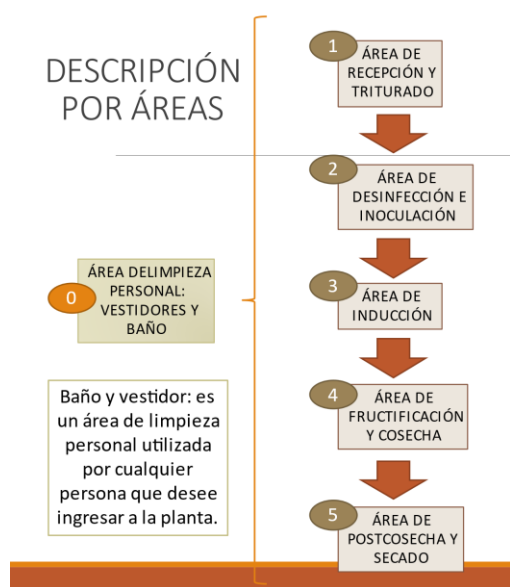 DESCRIPCIÓN
POR ÁREAS
0
ÁREA DELIMPIEZA
PERSONAL:
VESTIDORES Y
BAÑO
Baño y vestidor: es
un área de limpieza
personal utilizada
por cualquier
persona que desee
ingresar a la planta.
1
ÁREA DE
RECEPCIÓN Y
TRITURADO
2
ÁREA DE
DESINFECCIÓN E
INOCULACIÓN
3
ÁREA DE
INDUCCIÓN
4
ÁREA DE
FRUCTIFICACIÓN
Y COSECHA
5
ÁREA DE
POSTCOSECHA Y
SECADO